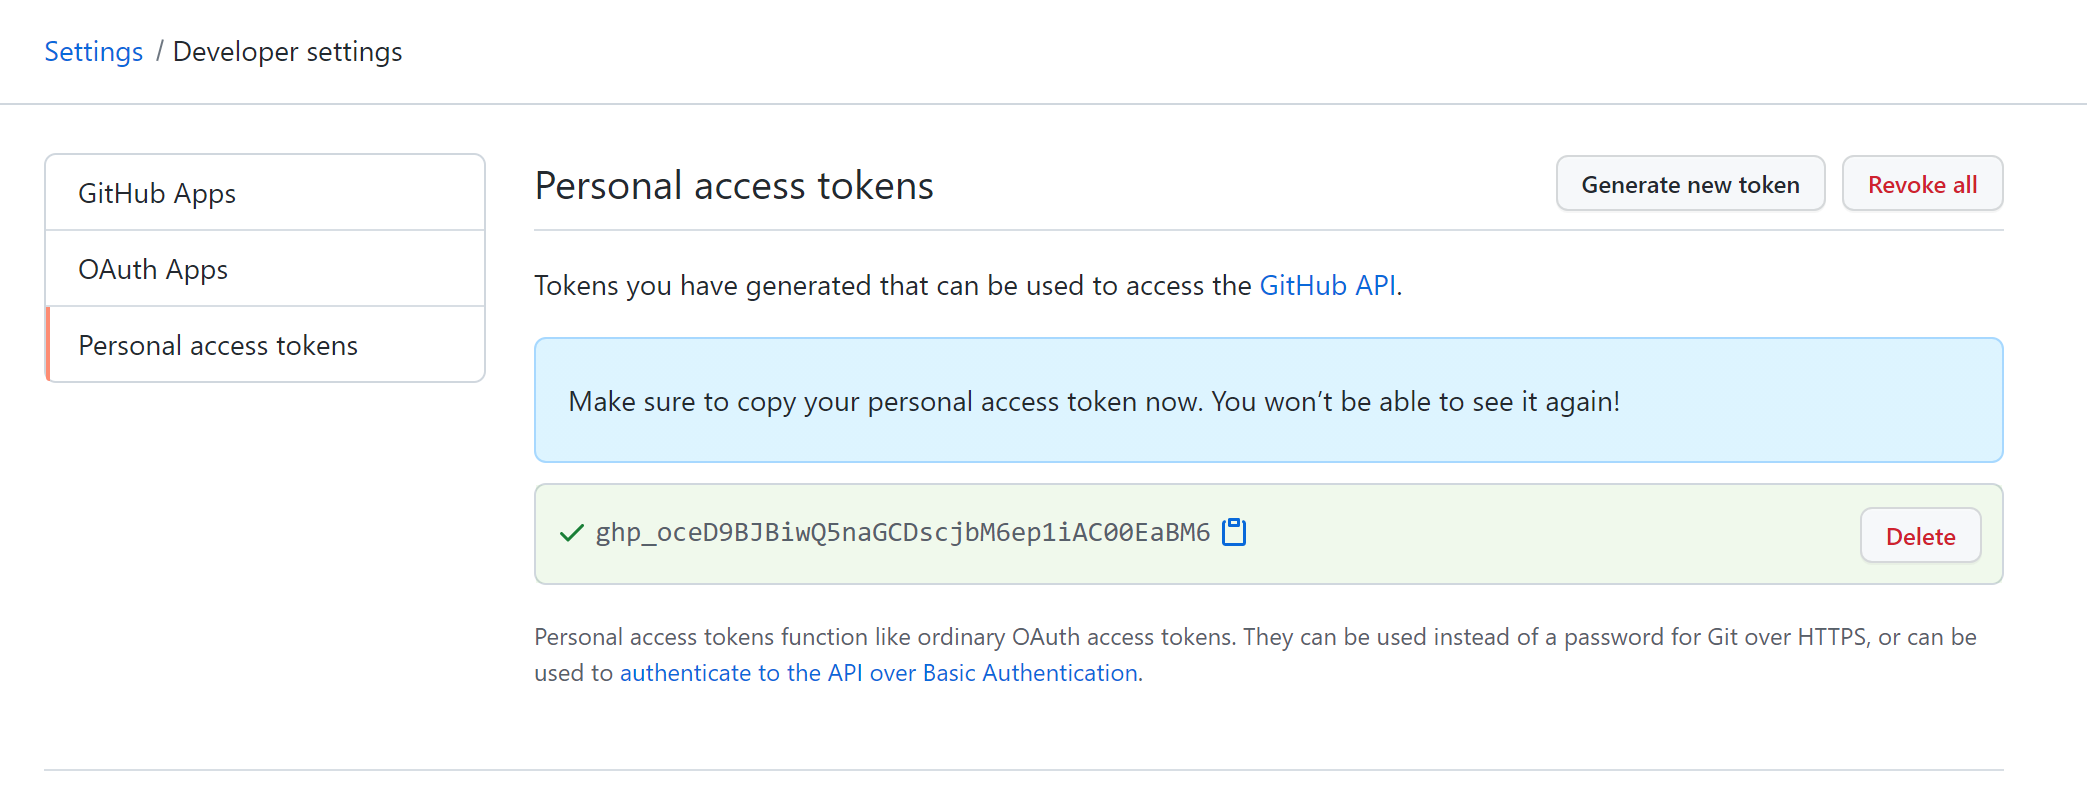 Settings / Developer settings
GitHub Apps
OAuth Apps
Personal access tokens
Personal access tokens
Generate new token
Revoke all
Tokens you have generated that can be used to access the GitHub API.
Make sure to copy your personal access token now. You won’t be able to see it again!
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
Delete
Personal access tokens function like ordinary OAuth access tokens. They can be used instead of a password for Git over HTTPS, or can be
used to authenticate to the API over Basic Authentication.